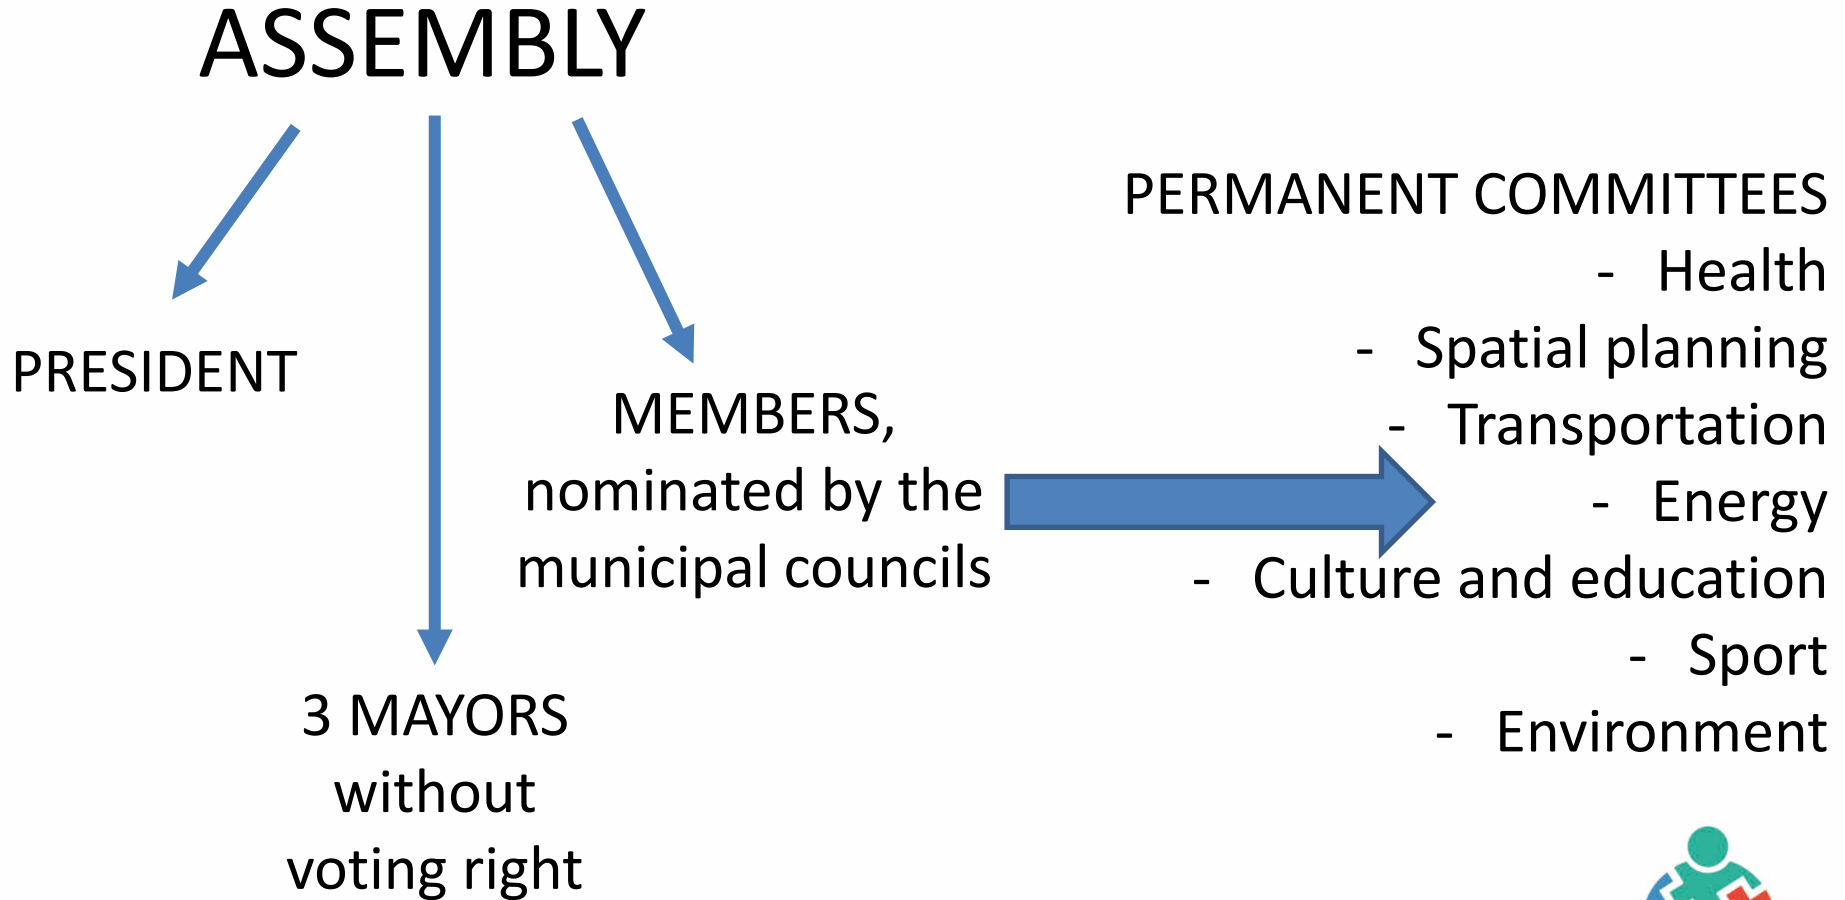 ASSEMBLY
PRESIDENT
MEMBERS,
nominated by the
municipal councils
3 MAYORS
without
voting right
PERMANENT COMMITTEES
- Health
- Spatial planning
- Transportation
- Energy
- Culture and education
- Sport
- Environment